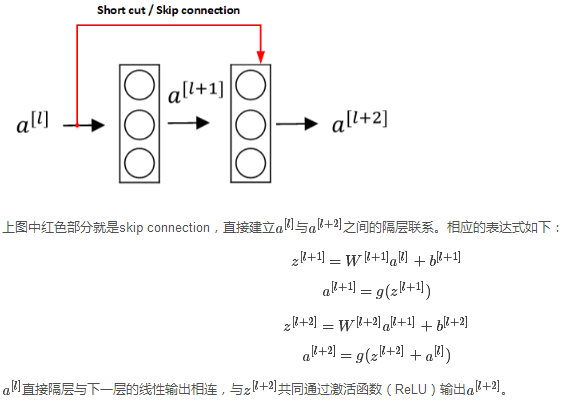 Short cut / Skip connection
a^{[l]} a^{[l+1]} a^{[l+2]}
上图中红色部分就是skip connection，直接建立a^{[l]}与a^{[l+2]}之间的隔层联系。相应的表达式如下：
z^{[l+1]} = W^{[l+1]}a^{[l]} + b^{[l+1]}
a^{[l+1]} = g(z^{[l+1]})
z^{[l+2]} = W^{[l+2]}a^{[l+1]} + b^{[l+2]}
a^{[l+2]} = g(z^{[l+2]} + a^{[l]})
a^{[l]}直接隔层与下一层的线性输出相连，与z^{[l+2]}共同通过激活函数（ReLU）输出a^{[l+2]}。